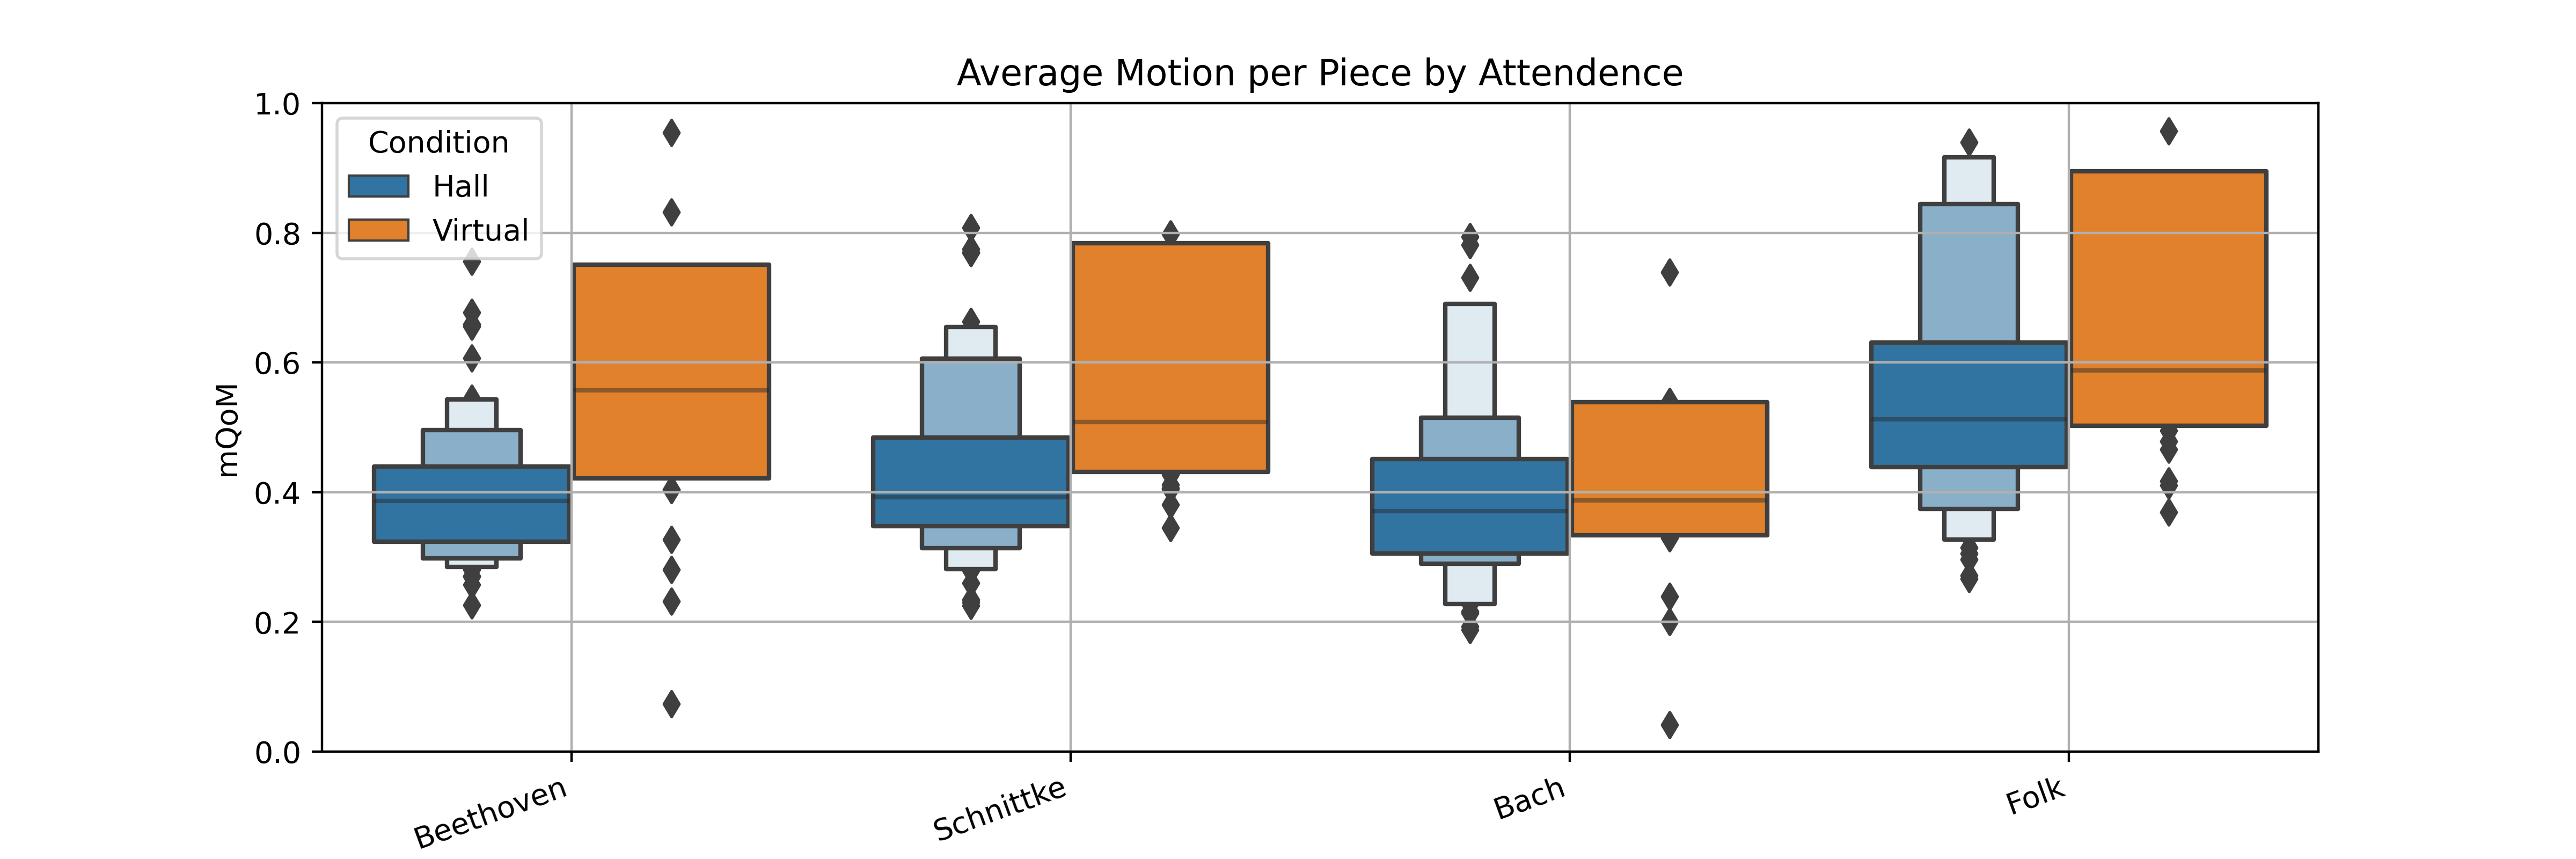 Average Motion per Piece by Attendence
Condition
Hall
Virtual
mQoM
1.0
0.8
0.6
0.4
0.2
0.0
Beethoven
Schnittke
Bach
Folk